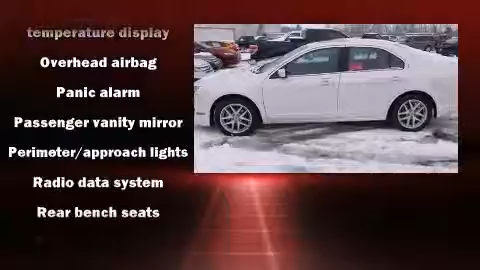 temperature display
Overhead airbag
Panic alarm
Passenger vanity mirror
Perimeter/approach lights
Radio data system
Rear bench seats